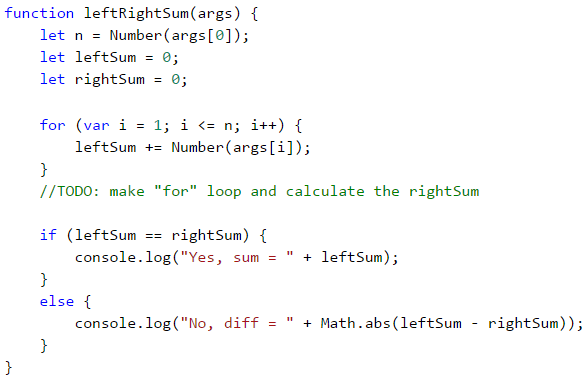 function leftRightSum(args) {
    let n = Number(args[0]);
    let leftSum = 0;
    let rightSum = 0;

    for (var i = 1; i <= n; i++) {
        leftSum += Number(args[i]);
    }
    //TODO: make "for" loop and calculate the rightSum

    if (leftSum == rightSum) {
        console.log("Yes, sum = " + leftSum);
    }
    else {
        console.log("No, diff = " + Math.abs(leftSum - rightSum));
    }
}